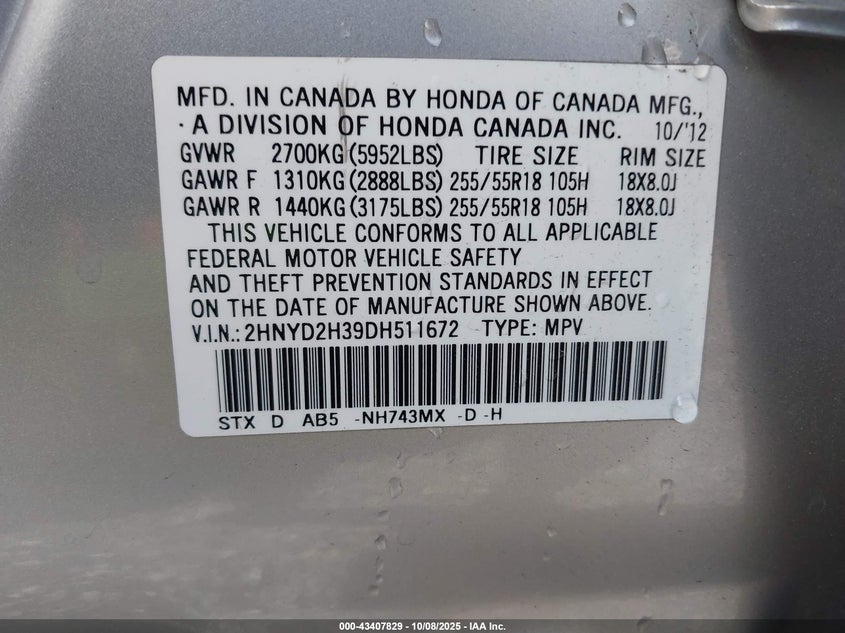 MFD. IN CANADA BY HONDA OF CANADA MFG.,
· A DIVISION OF HONDA CANADA INC. 10/'12
GVWR 2700KG (5952LBS) TIRE SIZE RIM SIZE
GAWR F 1310KG (2888LBS) 255/55R18 105H 18X8.0J
GAWR R 1440KG (3175LBS) 255/55R18 105H 18X8.0J
THIS VEHICLE CONFORMS TO ALL APPLICABLE
FEDERAL MOTOR VEHICLE SAFETY
AND THEFT PREVENTION STANDARDS IN EFFECT
ON THE DATE OF MANUFACTURE SHOWN ABOVE.
V.I.N.: 2HNYD2H39DH511672 TYPE: MPV
STX D AB5 -NH743MX -D -H
000-43407829 - 10/08/2025 - IAA Inc.